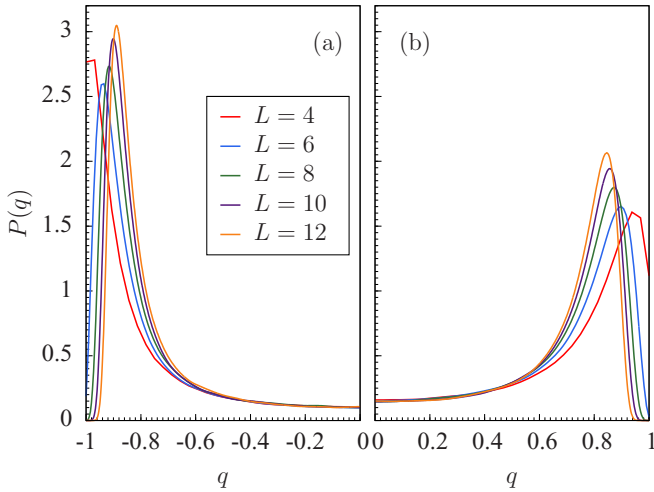 3
2.5
2
1.5
1
0.5
0
P(q)
(a)
(b)
L = 4
L = 6
L = 8
L = 10
L = 12
-1 -0.8 -0.6 -0.4 -0.2 0
0.0 0.2 0.4 0.6 0.8 1
q
q